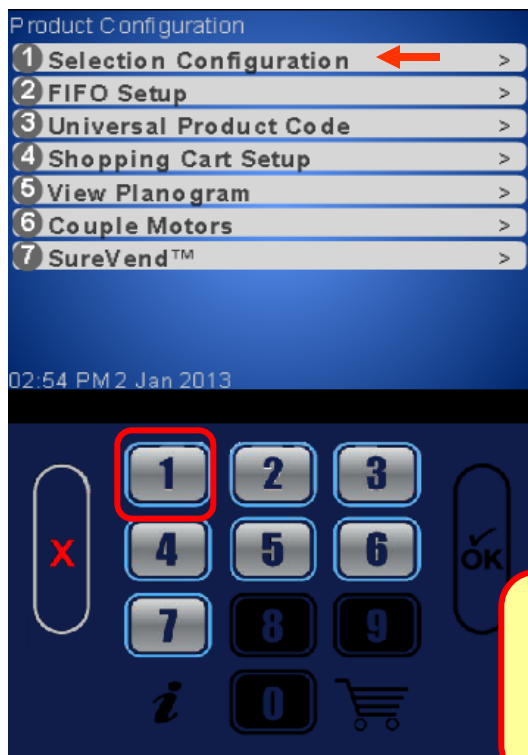 Product Configuration
1 Selection Configuration >
2 FIFO Setup >
3 Universal Product Code >
4 Shopping Cart Setup >
5 View Planogram >
6 Couple Motors >
7 SureVend™ >
02:54 PM 2 Jan 2013
1 2 3
X 4 5 6 OK
7 8 9
i 0